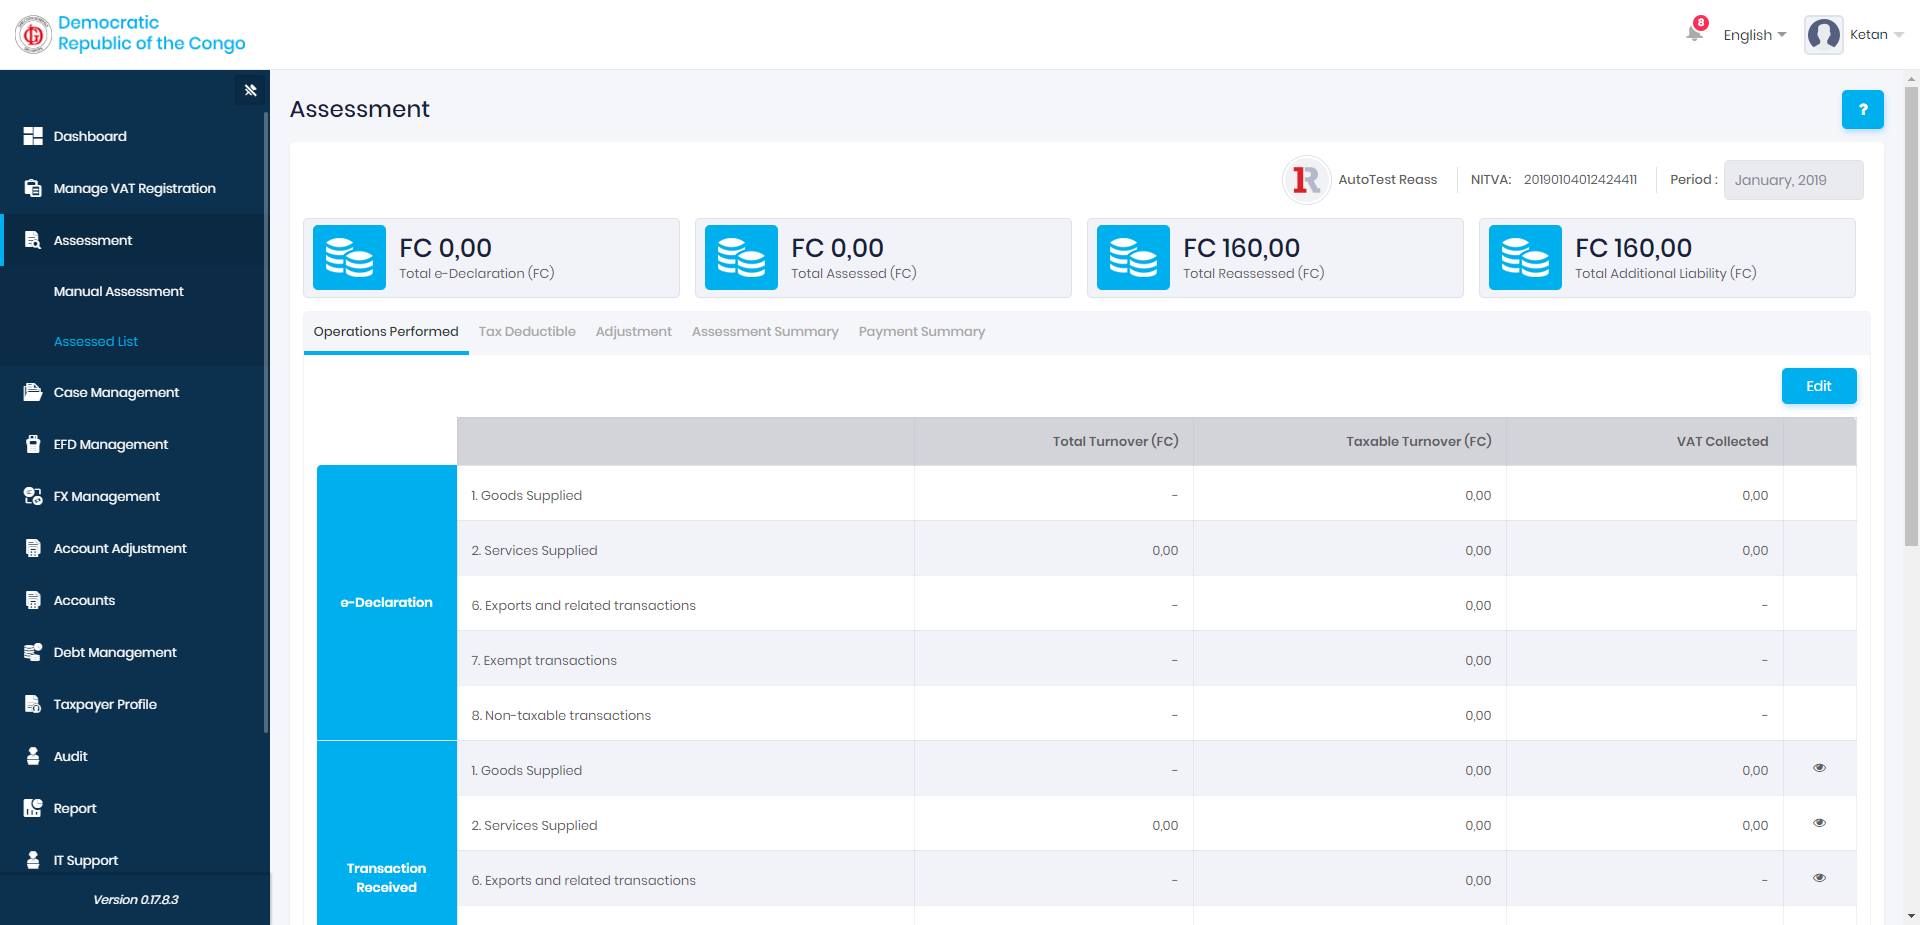 Democratic
Republic of the Congo
8
English
Ketan
Dashboard
Manage VAT Registration
Assessment
Manual Assessment
Assessed List
Case Management
EFD Management
FX Management
Account Adjustment
Accounts
Debt Management
Taxpayer Profile
Audit
Report
IT Support
Version 0.17.8.3
Assessment
?
1R
AutoTest Reass
NITVA: 20190104012424411
Period : January, 2019
FC 0,00
Total e-Declaration (FC)
FC 0,00
Total Assessed (FC)
FC 160,00
Total Reassessed (FC)
FC 160,00
Total Additional Liability (FC)
Operations Performed Tax Deductible Adjustment Assessment Summary Payment Summary
Edit
Total Turnover (FC) Taxable Turnover (FC) VAT Collected
e-Declaration
1. Goods Supplied - 0,00 0,00
2. Services Supplied 0,00 0,00 0,00
6. Exports and related transactions - 0,00 -
7. Exempt transactions - 0,00 -
8. Non-taxable transactions - 0,00 -
Transaction
Received
1. Goods Supplied - 0,00 0,00
2. Services Supplied 0,00 0,00 0,00
6. Exports and related transactions - 0,00 -